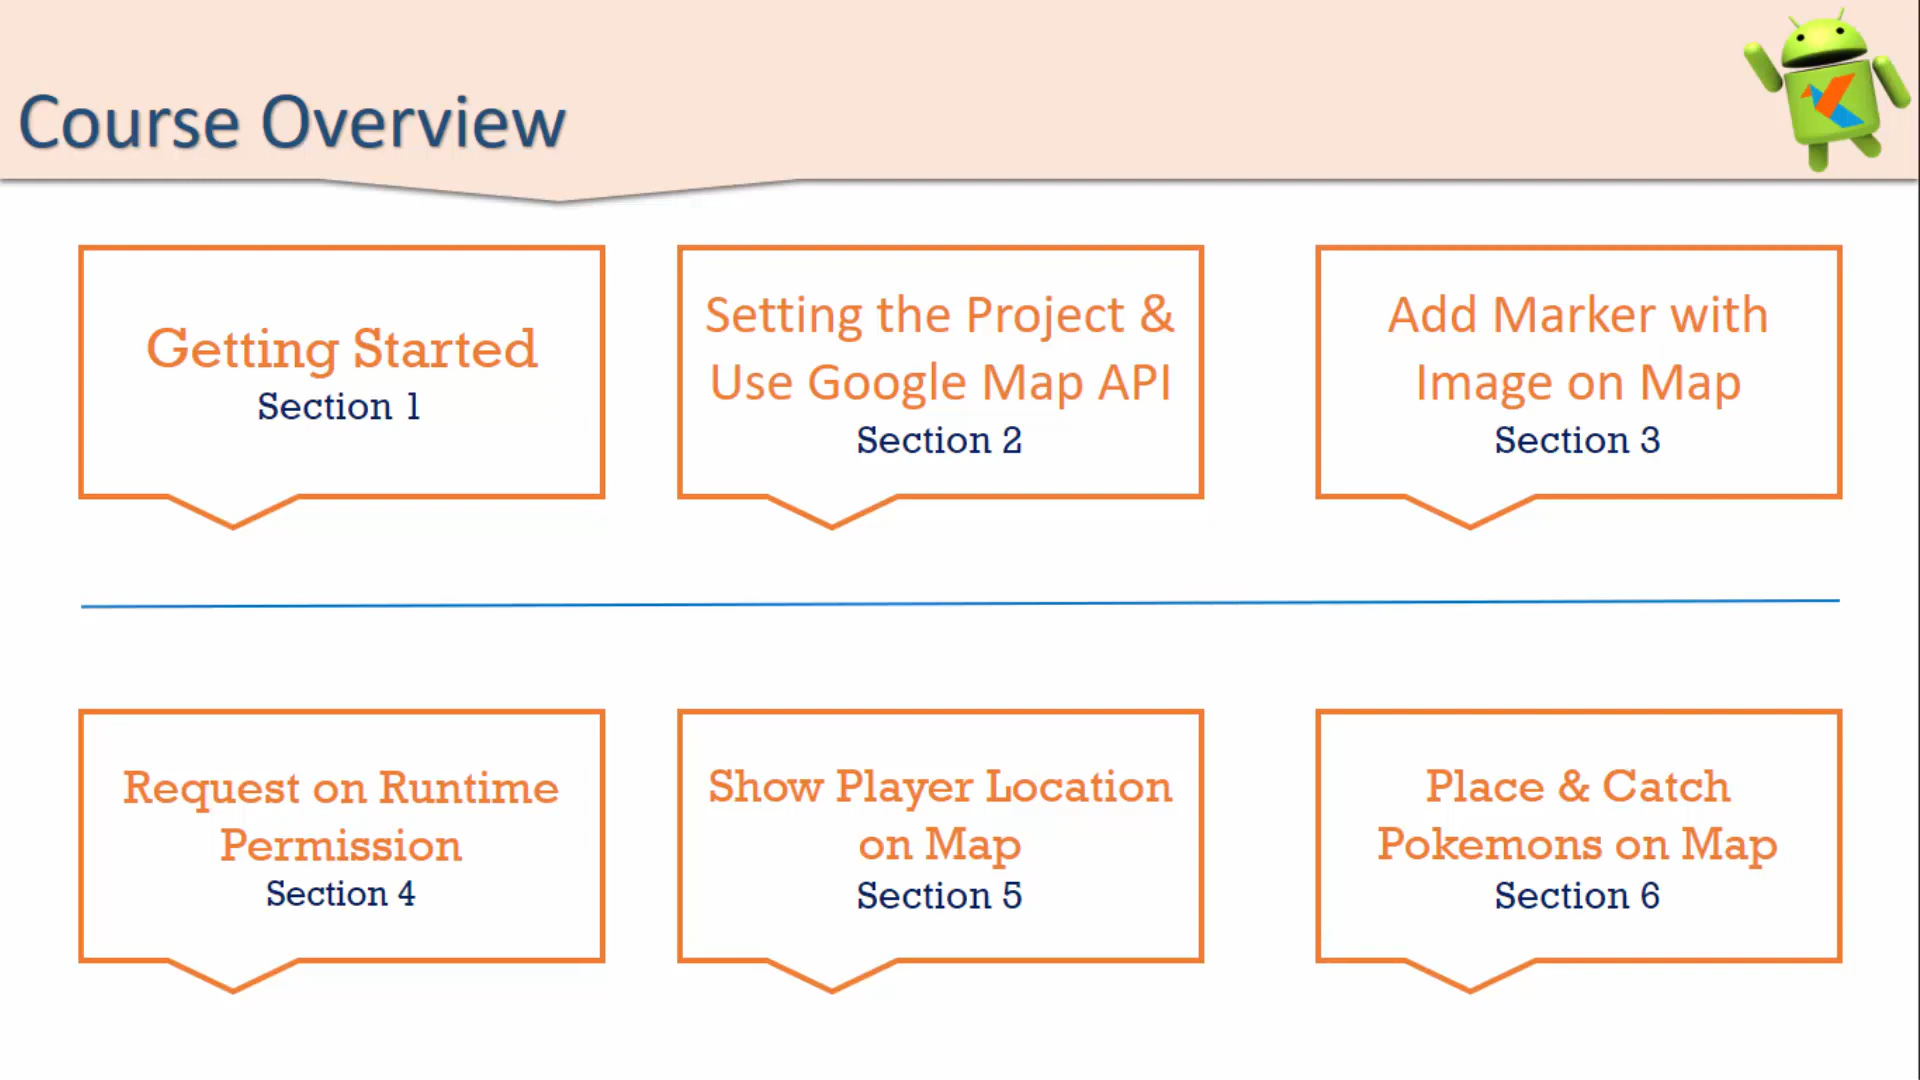 Course Overview
Getting Started
Section 1
Setting the Project &
Use Google Map API
Section 2
Add Marker with
Image on Map
Section 3
Request on Runtime
Permission
Section 4
Show Player Location
on Map
Section 5
Place & Catch
Pokemons on Map
Section 6